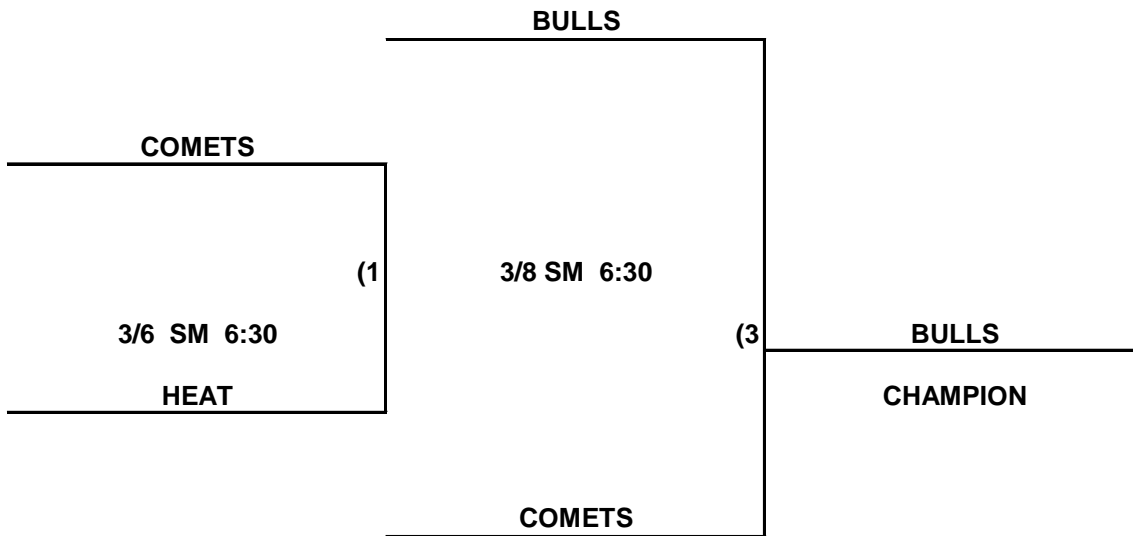 BULLS
COMETS
(1
3/8 SM 6:30
3/6 SM 6:30
(3
BULLS
HEAT
CHAMPION
COMETS